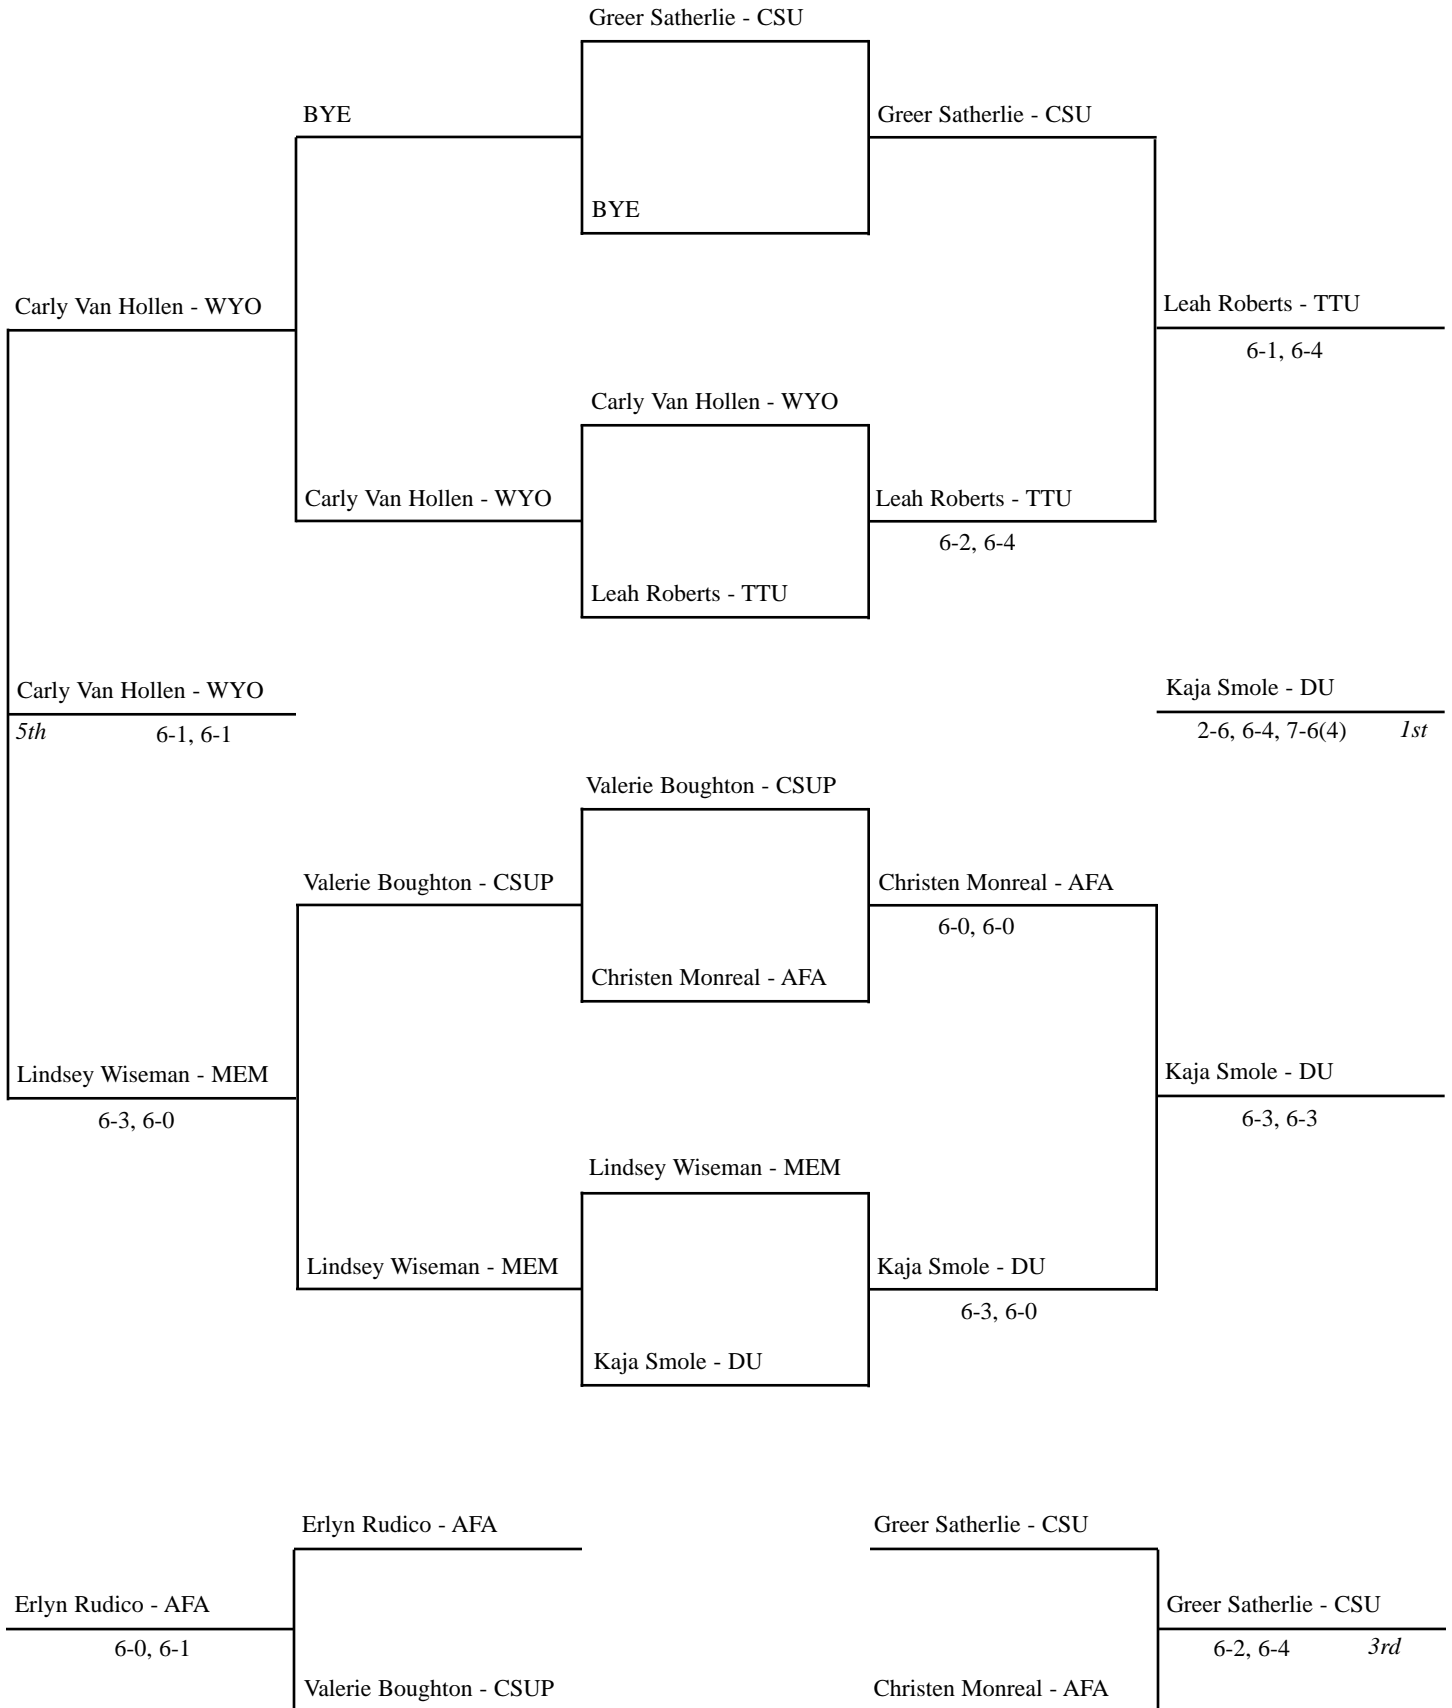 Greer Satherlie - CSU
BYE
Greer Satherlie - CSU
BYE
Carly Van Hollen - WYO
Leah Roberts - TTU
6-1, 6-4
Carly Van Hollen - WYO
Carly Van Hollen - WYO
Leah Roberts - TTU
6-2, 6-4
Leah Roberts - TTU
Carly Van Hollen - WYO
5th 6-1, 6-1
Kaja Smole - DU
2-6, 6-4, 7-6(4) 1st
Valerie Boughton - CSUP
Valerie Boughton - CSUP
Christen Monreal - AFA
6-0, 6-0
Christen Monreal - AFA
Lindsey Wiseman - MEM
6-3, 6-0
Kaja Smole - DU
6-3, 6-3
Lindsey Wiseman - MEM
Lindsey Wiseman - MEM
Kaja Smole - DU
6-3, 6-0
Kaja Smole - DU
Erlyn Rudico - AFA
Greer Satherlie - CSU
Erlyn Rudico - AFA
6-0, 6-1
Greer Satherlie - CSU
6-2, 6-4 3rd
Valerie Boughton - CSUP
Christen Monreal - AFA